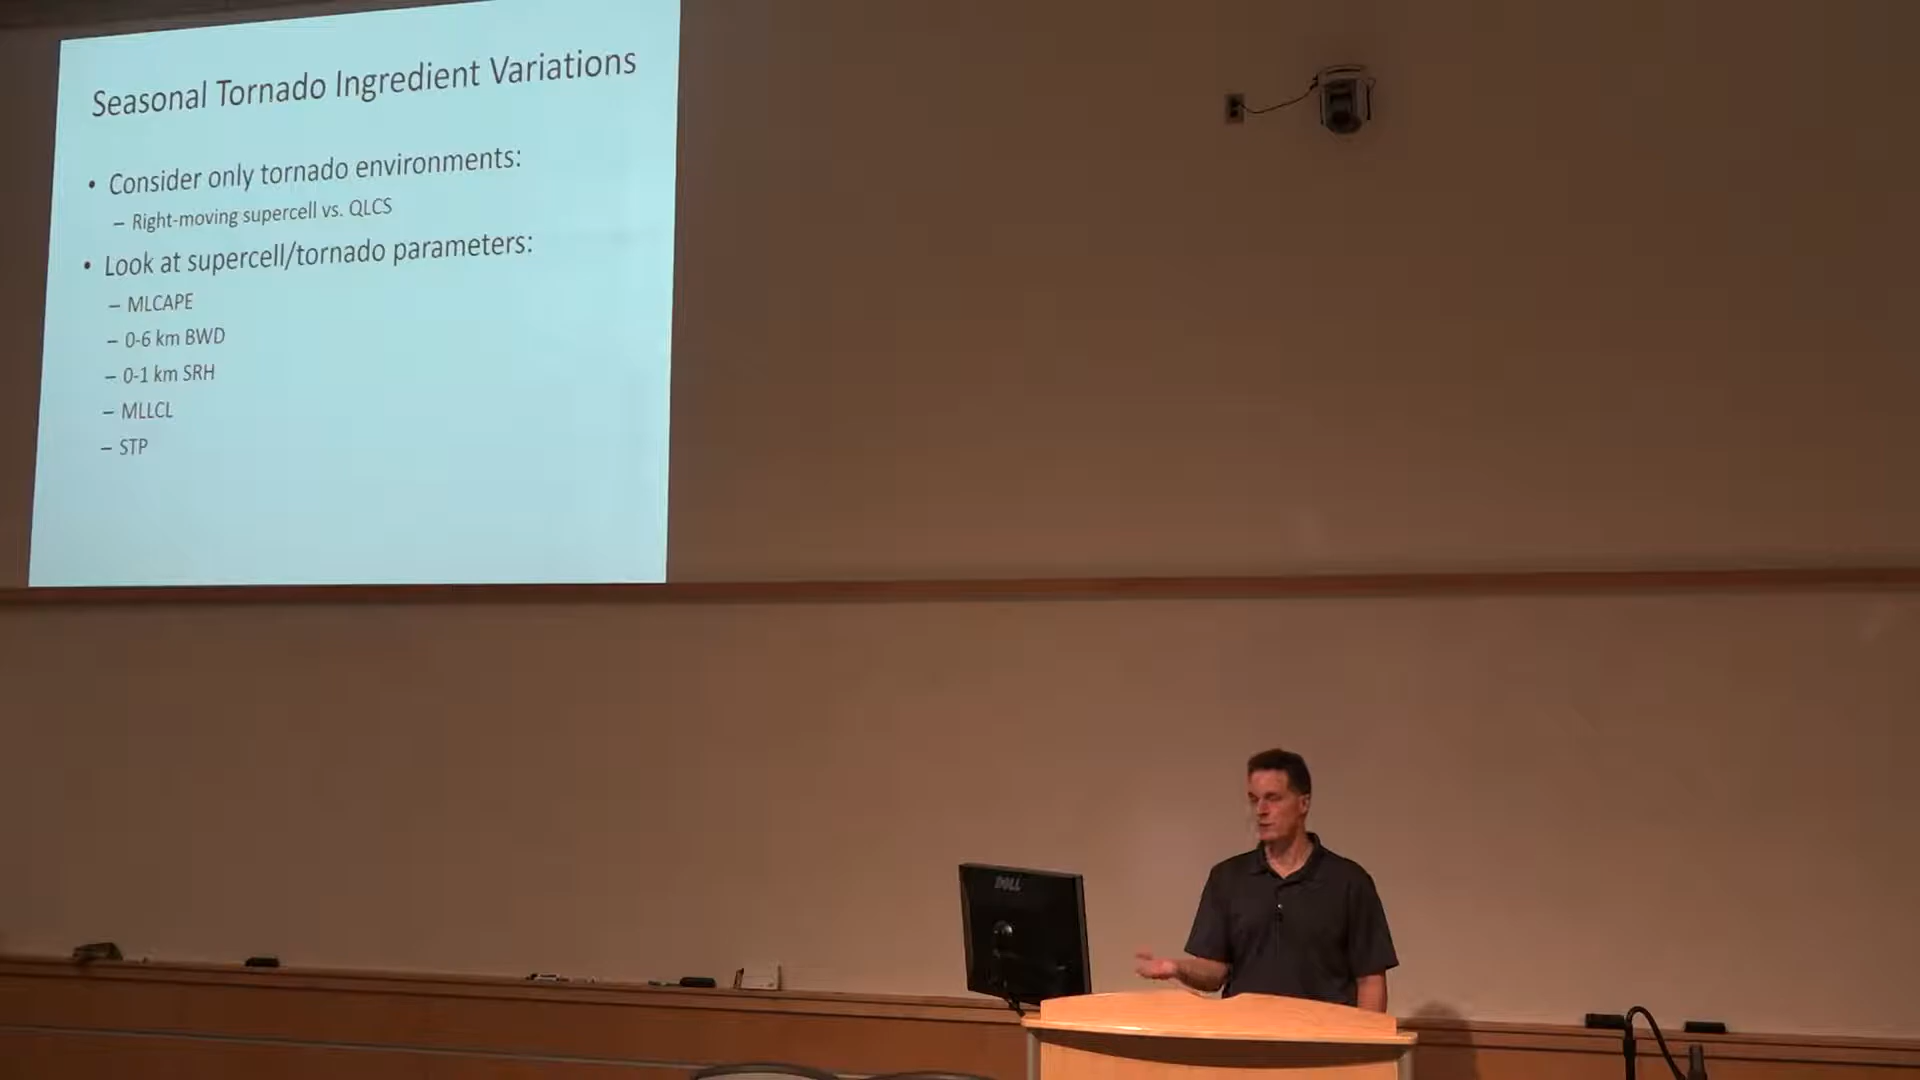 Seasonal Tornado Ingredient Variations
• Consider only tornado environments:
– Right-moving supercell vs. QLCS
• Look at supercell/tornado parameters:
– MLCAPE
– 0-6 km BWD
– 0-1 km SRH
– MLLCL
– STP
DELL